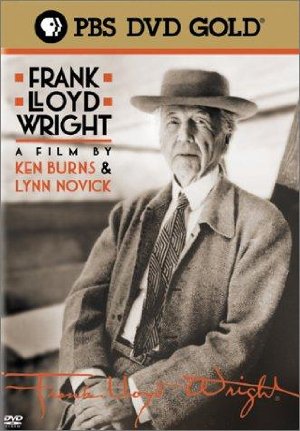 PBS DVD GOLD®
FRANK
LLOYD
WRIGHT
A FILM BY
KEN BURNS &
LYNN NOVICK
Frank Lloyd Wright
DVD